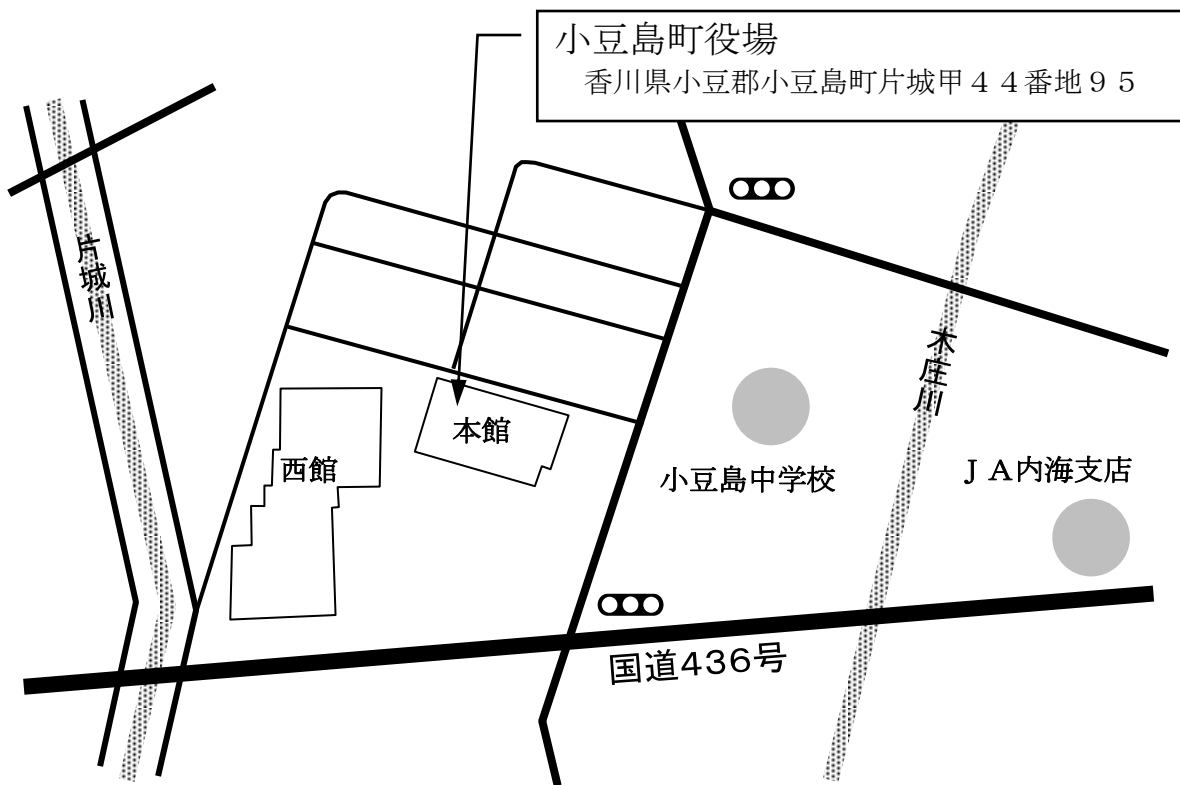 小豆島町役場
香川県小豆郡小豆島町片城甲４４番地９５
片城川
木庄川
本館
西館
小豆島中学校
ＪＡ内海支店
国道436号